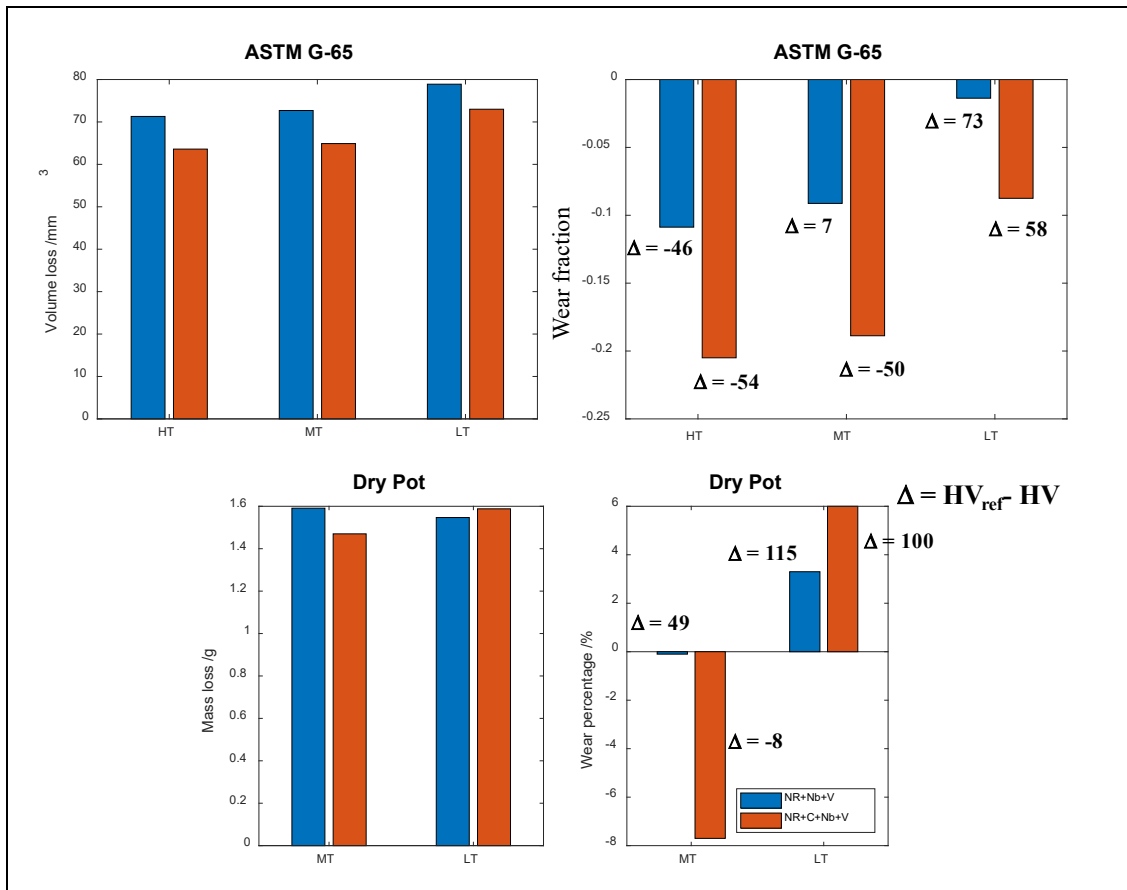 ASTM G-65
80
70
60
50
40
30
20
10
0
Volume loss /mm
3
HT
MT
LT
ASTM G-65
0
-0.05
-0.1
-0.15
-0.2
-0.25
Wear fraction
Δ = -46
Δ = -54
Δ = 7
Δ = -50
Δ = 73
Δ = 58
HT
MT
LT
Dry Pot
1.6
1.4
1.2
1
0.8
0.6
0.4
0.2
0
Mass loss /g
MT
LT
Dry Pot
Δ = HVref- HV
6
4
2
0
-2
-4
-6
-8
Wear percentage /%
Δ = 49
Δ = -8
Δ = 115
Δ = 100
NR+Nb+V
NR+C+Nb+V
MT
LT